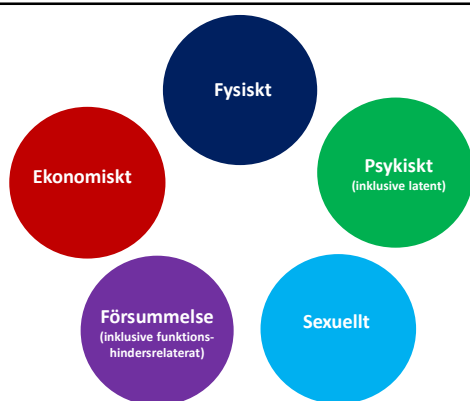 Fysiskt
Psykiskt
(inklusive latent)
Ekonomiskt
Försummelse
(inklusive funktions-
hindersrelaterat)
Sexuellt